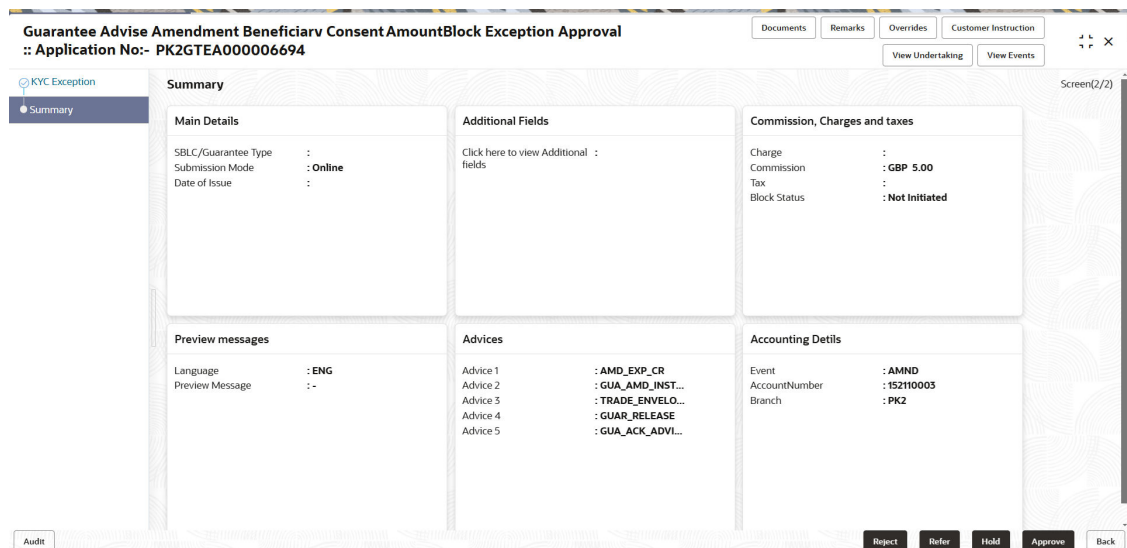 Guarantee Advise Amendment Beneficiary Consent AmountBlock Exception Approval
:: Application No:- PK2GTEA000006694
Documents
Remarks
Overrides
Customer Instruction
View Undertaking
View Events
KYC Exception
Summary
Summary
Screen(2/2)
Main Details
SBLC/Guarantee Type :
Submission Mode : Online
Date of Issue :
Additional Fields
Click here to view Additional :
fields
Commission, Charges and taxes
Charge :
Commission : GBP 5.00
Tax :
Block Status : Not Initiated
Preview messages
Language : ENG
Preview Message : -
Advices
Advice 1 : AMD_EXP_CR
Advice 2 : GUA_AMD_INST...
Advice 3 : TRADE_ENVELO...
Advice 4 : GUAR_RELEASE
Advice 5 : GUA_ACK_ADVI...
Accounting Detils
Event : AMND
AccountNumber : 152110003
Branch : PK2
Audit
Reject
Refer
Hold
Approve
Back